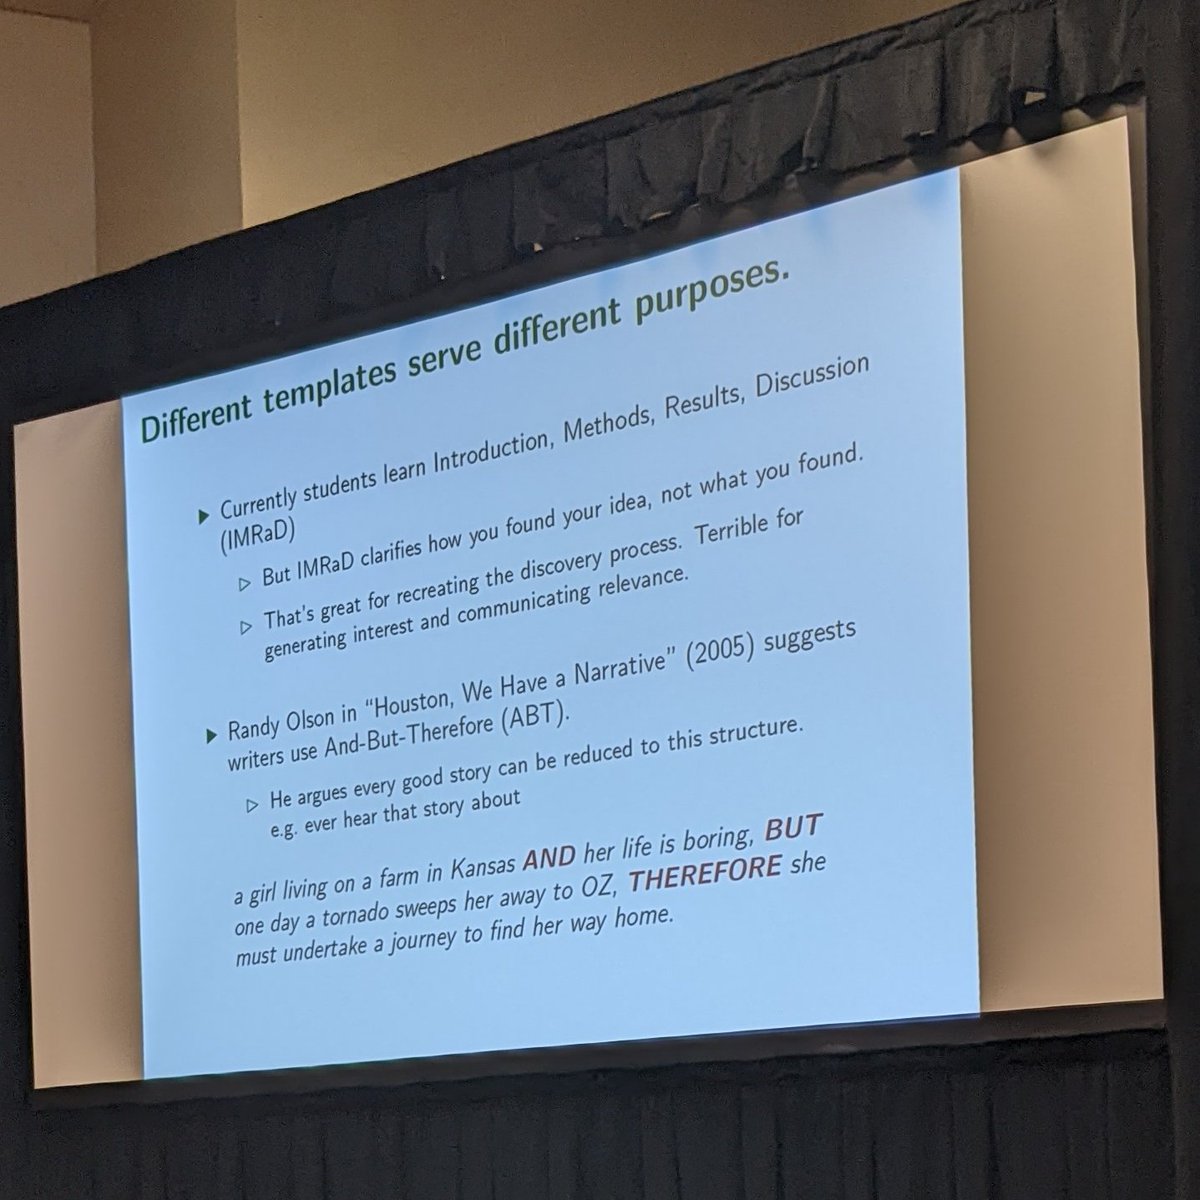 Different templates serve different purposes.
▶ Currently students learn Introduction, Methods, Results, Discussion
(IMRaD)
▷ But IMRaD clarifies how you found your idea, not what you found.
▷ That's great for recreating the discovery process. Terrible for
generating interest and communicating relevance.
▶ Randy Olson in “Houston, We Have a Narrative” (2005) suggests
writers use And-But-Therefore (ABT).
▷ He argues every good story can be reduced to this structure.
e.g. ever hear that story about
a girl living on a farm in Kansas AND her life is boring, BUT
one day a tornado sweeps her away to OZ, THEREFORE she
must undertake a journey to find her way home.